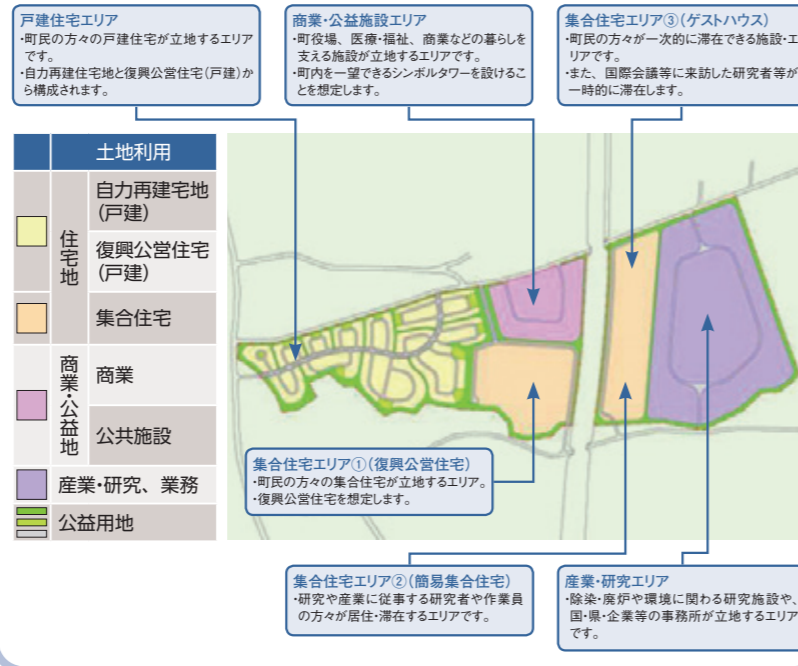 戸建住宅エリア
・町民の方々の戸建住宅が立地するエリア
です。
・自力再建住宅地と復興公営住宅(戸建)か
ら構成されます。
商業・公益施設エリア
・町役場、医療・福祉、商業などの暮らしを
支える施設が立地するエリアです。
・町内を一望できるシンボルタワーを設けるこ
とを想定します。
集合住宅エリア③(ゲストハウス)
・町民の方々が一次的に滞在できる施設・エ
リアです。
・また、国際会議等に来訪した研究者等が
一時的に滞在します。
土地利用
住宅地
自力再建宅地
(戸建)
復興公営住宅
(戸建)
集合住宅
商業・公益地
商業
公共施設
産業・研究、業務
公益用地
集合住宅エリア①(復興公営住宅)
・町民の方々の集合住宅が立地するエリア。
・復興公営住宅を想定します。
集合住宅エリア②(簡易集合住宅)
・研究や産業に従事する研究者や作業員
の方々が居住・滞在するエリアです。
産業・研究エリア
・除染・廃炉や環境に関わる研究施設や、
国・県・企業等の事務所が立地するエリア
です。